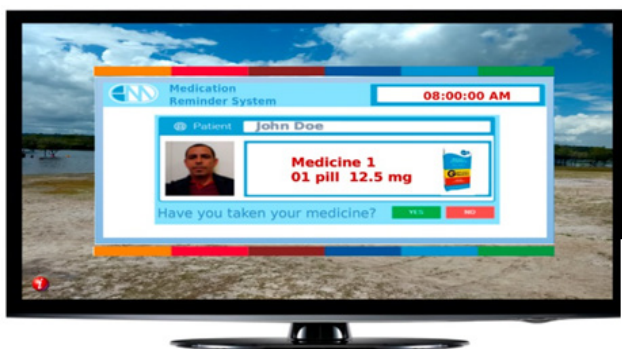 Medication
Reminder System
08:00:00 AM
Patient
John Doe
Medicine 1
01 pill 12.5 mg
Have you taken your medicine?
YES
NO